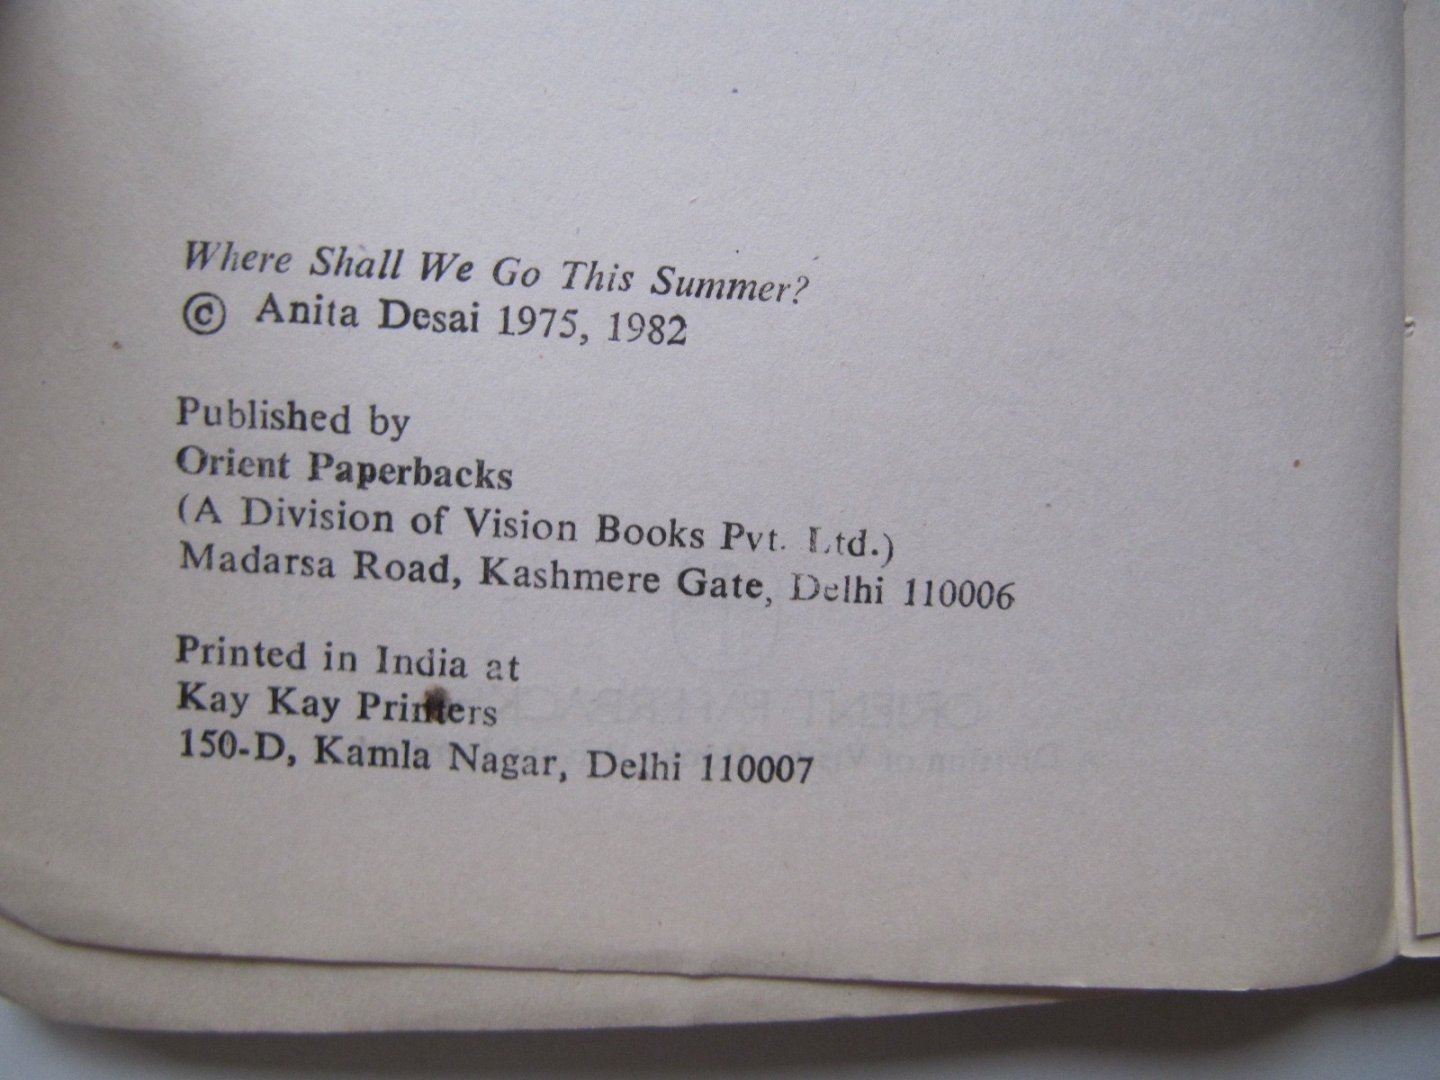 Where Shall We Go This Summer?
© Anita Desai 1975, 1982
Published by
Orient Paperbacks
(A Division of Vision Books Pvt. Ltd.)
Madarsa Road, Kashmere Gate, Delhi 110006
Printed in India at
Kay Kay Printers
150-D, Kamla Nagar, Delhi 110007